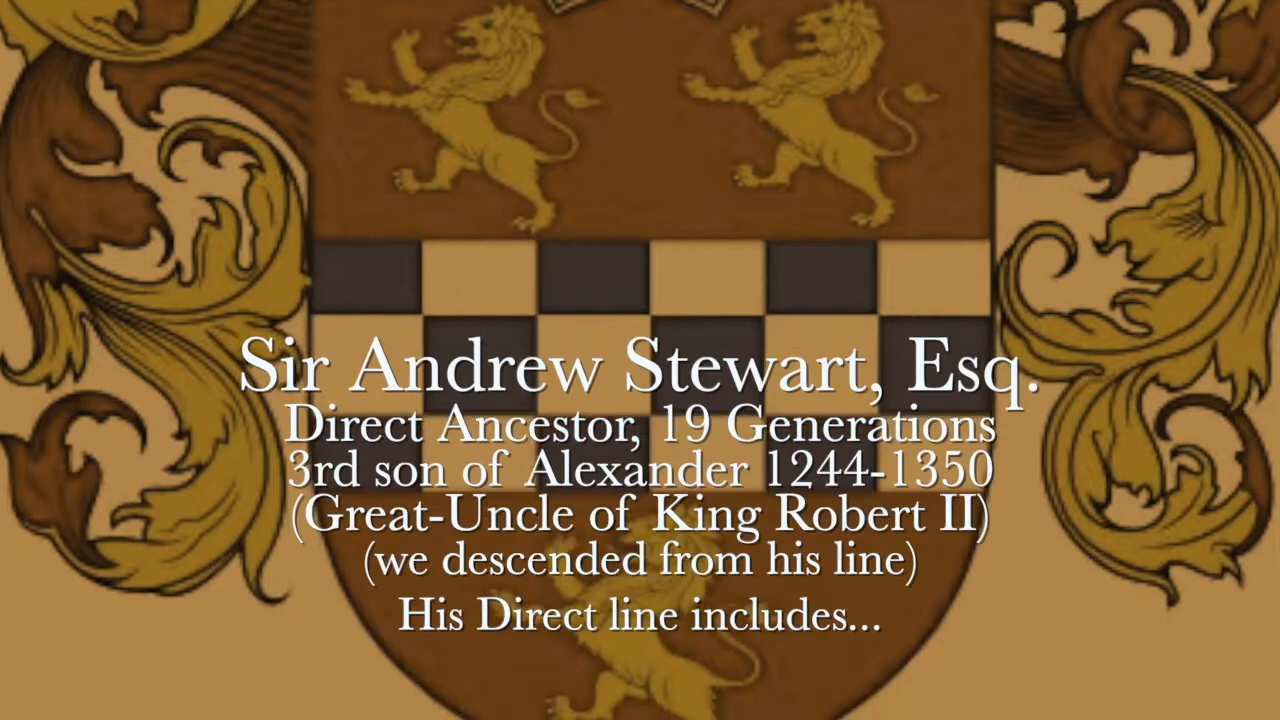 Sir Andrew Stewart, Esq.
Direct Ancestor, 19 Generations
3rd son of Alexander 1244-1350
(Great-Uncle of King Robert II)
(we descended from his line)
His Direct line includes...